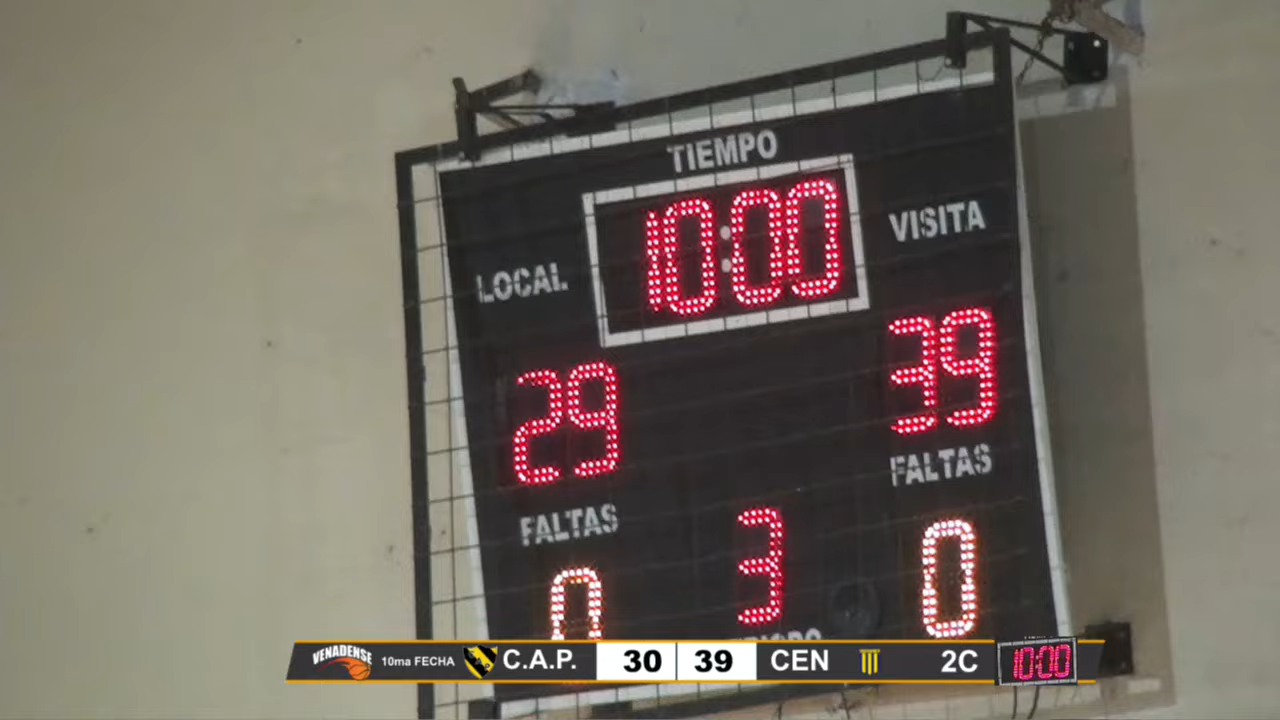 TIEMPO
10:00
LOCAL
VISITA
29
39
FALTAS
FALTAS
3
0
0
VENADENSE
10ma FECHA
C.A.P.
30
39
CEN
2C
10:00